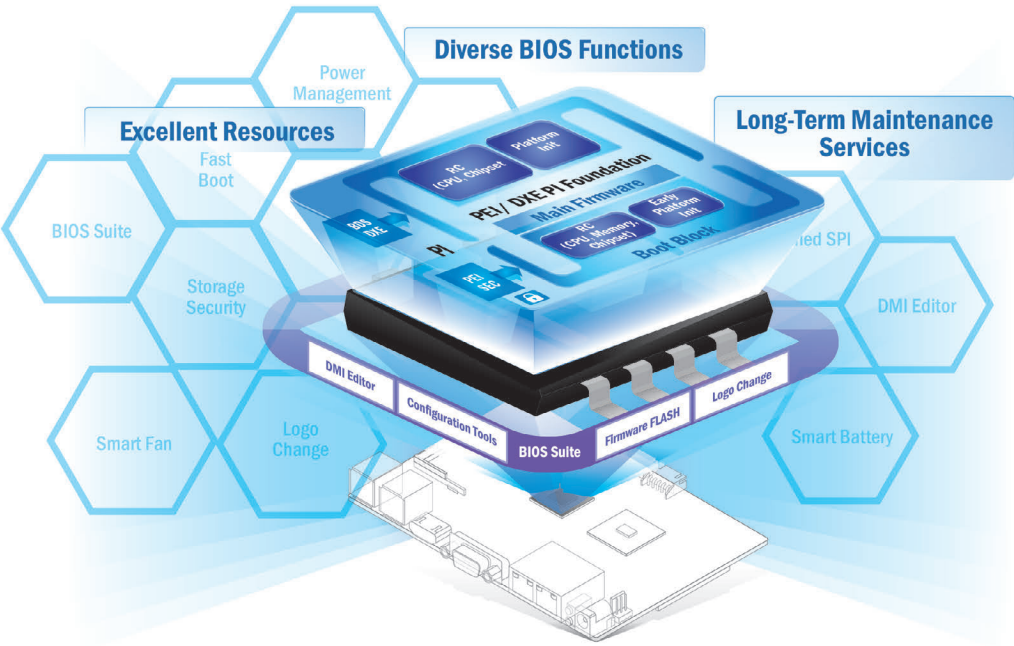 Diverse BIOS Functions
Power
Management
Excellent Resources
Long-Term Maintenance
Services
Fast
Boot
BIOS Suite
Storage
Security
Smart Fan
Logo
Change
RC
(CPU, Chipset
Platform
Init
PEI / DXE PI Foundation
Main Firmware
BDS
DXE
PI
RC
(CPU, Memory,
Chipset)
Early
Platform
Init
Boot Block
PEI
SEC
SPI
DMI Editor
Smart Battery
DMI Editor
Configuration Tools
BIOS Suite
Firmware FLASH
Logo Change